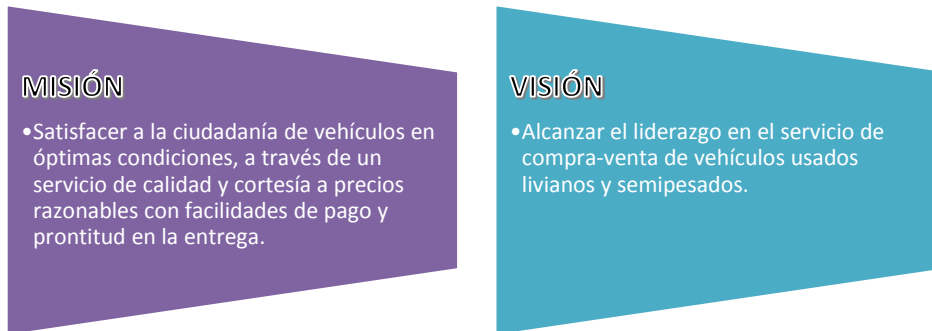 MISIÓN
•Satisfacer a la ciudadanía de vehículos en
óptimas condiciones, a través de un
servicio de calidad y cortesía a precios
razonables con facilidades de pago y
prontitud en la entrega.
VISIÓN
•Alcanzar el liderazgo en el servicio de
compra-venta de vehículos usados
livianos y semipesados.